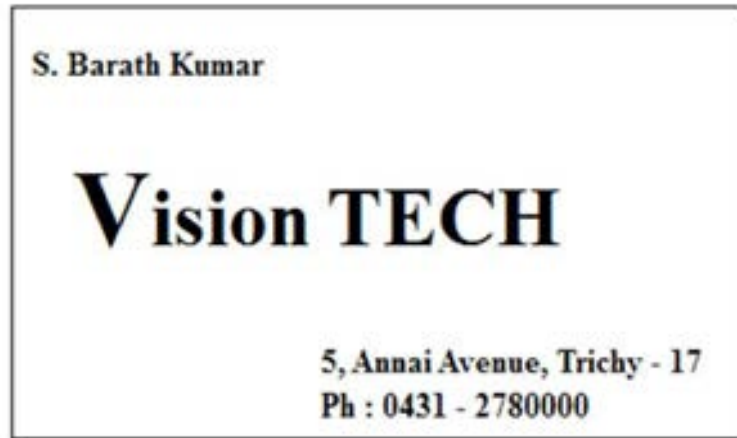 S. Barath Kumar
Vision TECH
5, Annai Avenue, Trichy - 17
Ph : 0431 - 2780000